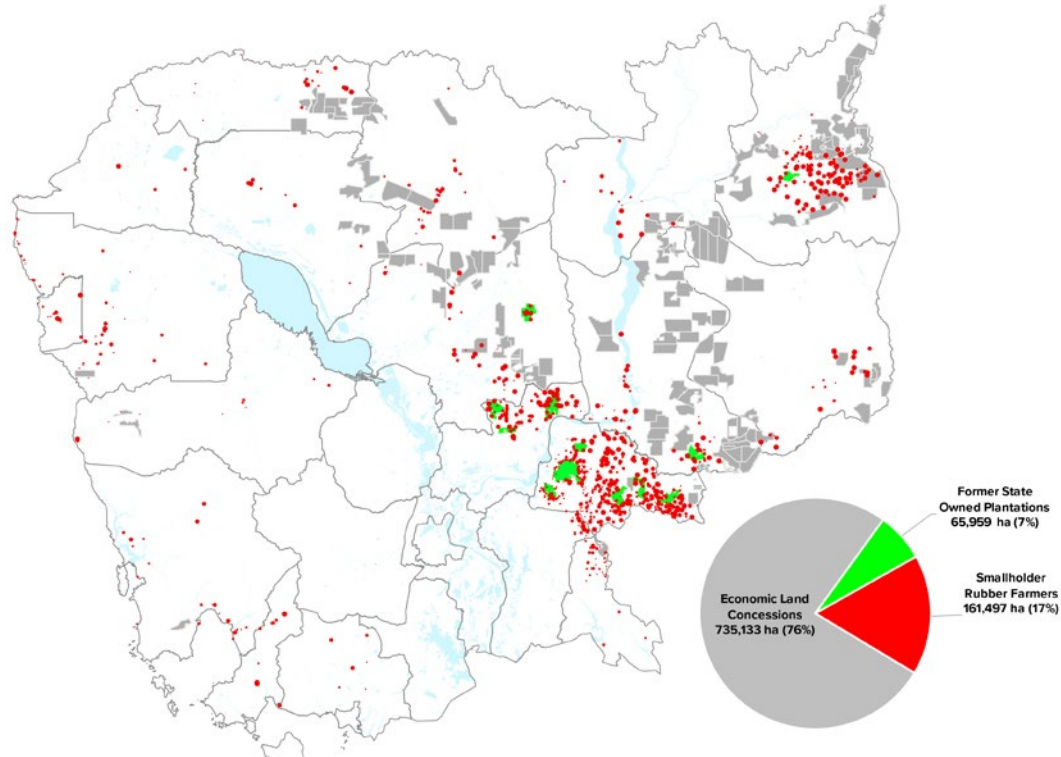 Former State
Owned Plantations
65,959 ha (7%)
Smallholder
Rubber Farmers
161,497 ha (17%)
Economic Land
Concessions
735,133 ha (76%)